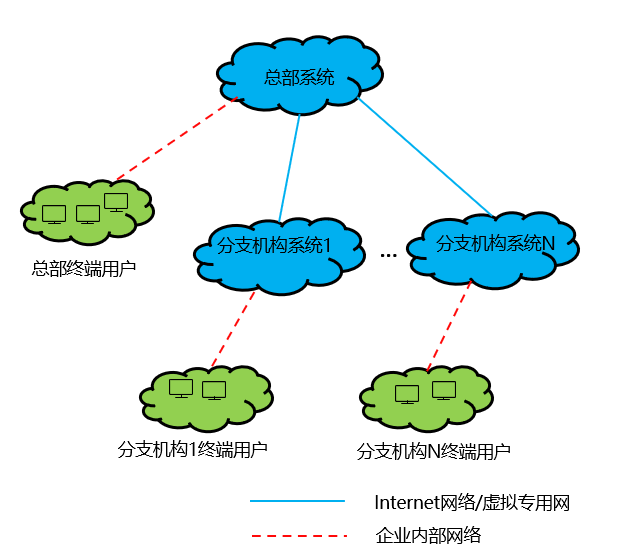 总部系统
总部终端用户
分支机构系统1
...
分支机构系统N
分支机构1终端用户
分支机构N终端用户
Internet网络/虚拟专用网
企业内部网络